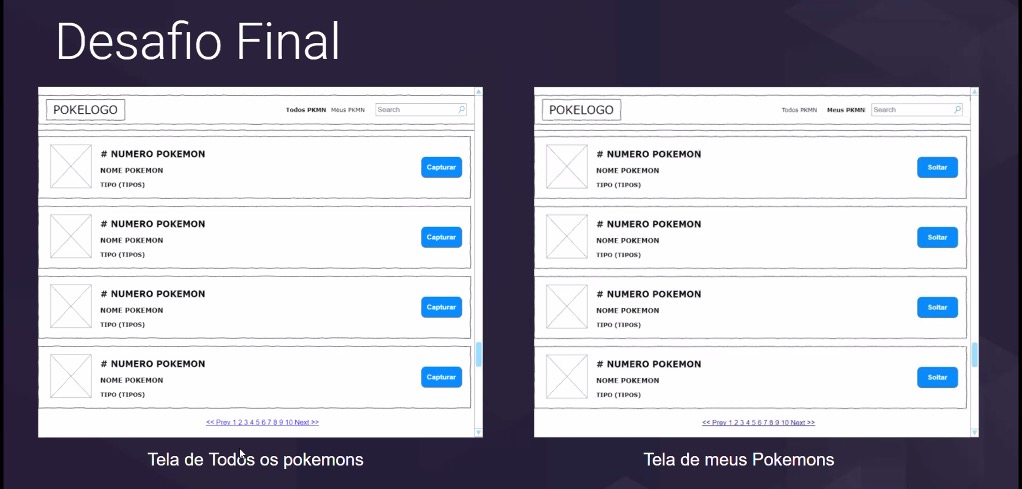 Desafio Final
POKELOGO Todos PKMN Meus PKMN Search
# NUMERO POKEMON
NOME POKEMON
TIPO (TIPOS)
Capturar
# NUMERO POKEMON
NOME POKEMON
TIPO (TIPOS)
Capturar
# NUMERO POKEMON
NOME POKEMON
TIPO (TIPOS)
Capturar
# NUMERO POKEMON
NOME POKEMON
TIPO (TIPOS)
Capturar
<< Prev 1 2 3 4 5 6 7 8 9 10 Next >>
Tela de Todos os pokemons
POKELOGO Todos PKMN Meus PKMN Search
# NUMERO POKEMON
NOME POKEMON
TIPO (TIPOS)
Soltar
# NUMERO POKEMON
NOME POKEMON
TIPO (TIPOS)
Soltar
# NUMERO POKEMON
NOME POKEMON
TIPO (TIPOS)
Soltar
# NUMERO POKEMON
NOME POKEMON
TIPO (TIPOS)
Soltar
<< Prev 1 2 3 4 5 6 7 8 9 10 Next >>
Tela de meus Pokemons